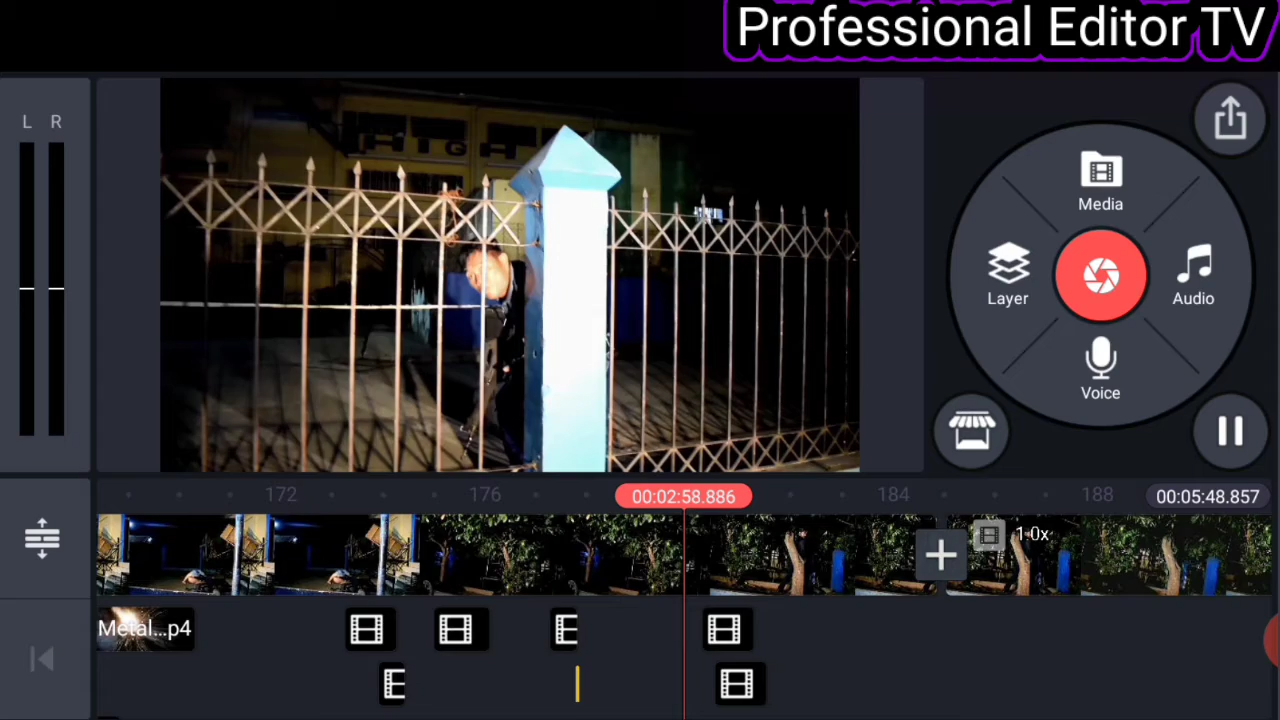 Professional Editor TV
L R
HIGH
Media
Layer
Audio
Voice
172
176
00:02:58.886
184
188
00:05:48.857
1.0x
Metal...p4